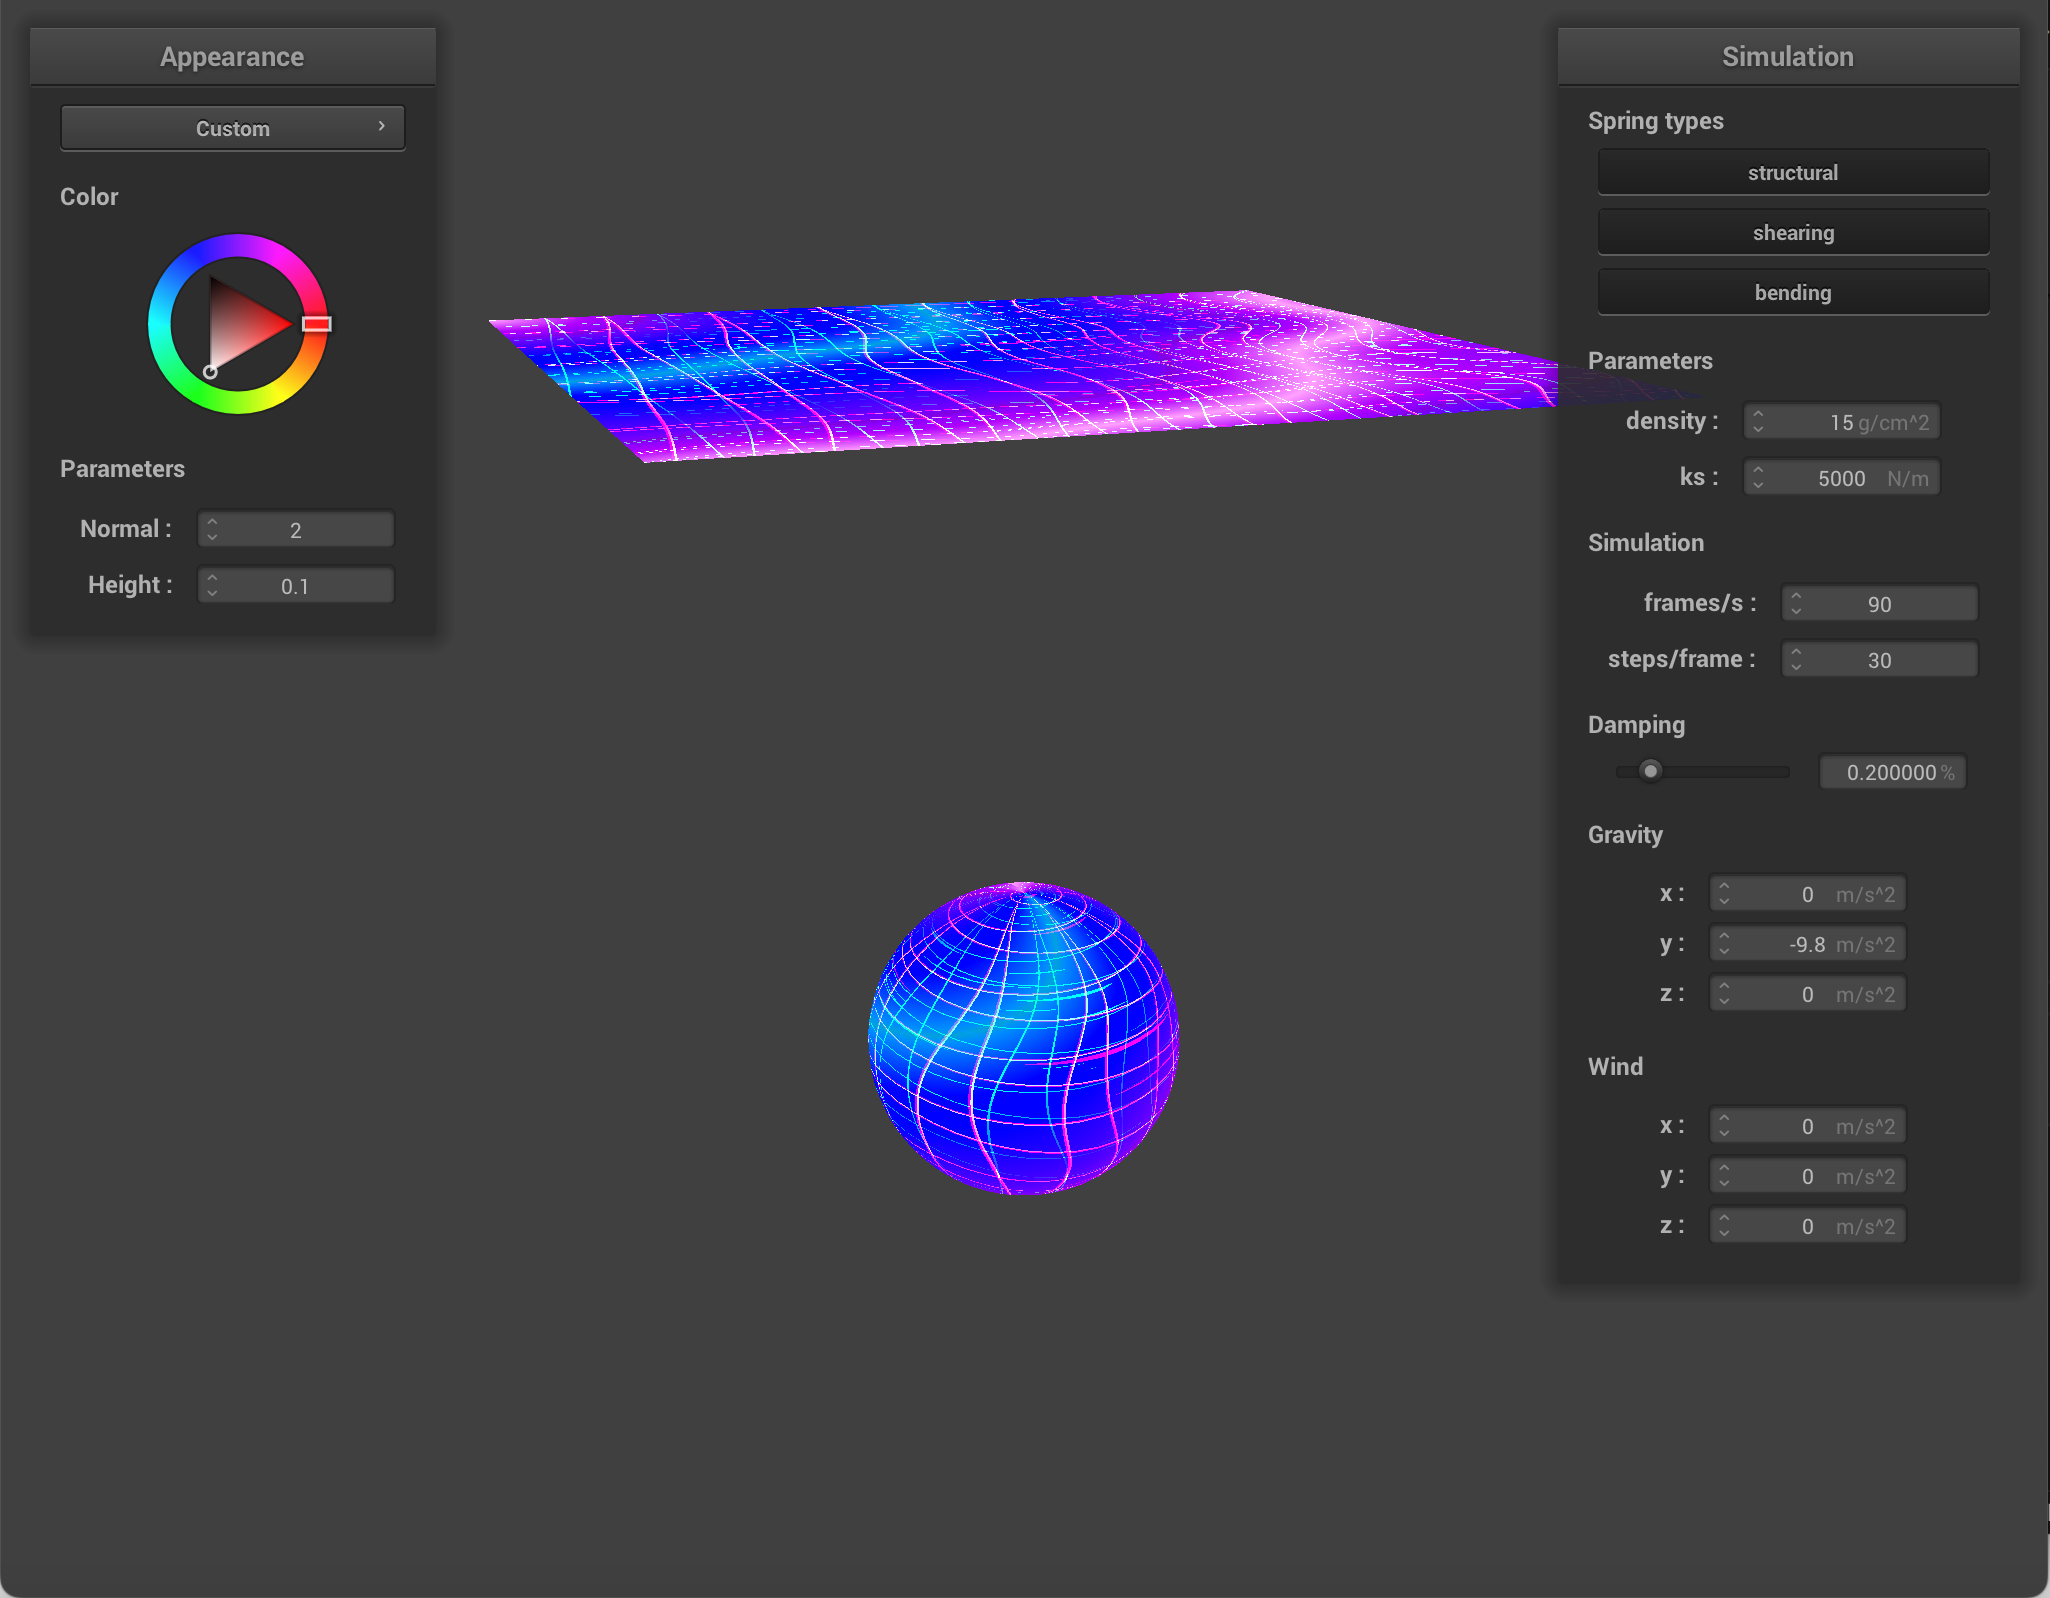 Appearance
Custom
Color
Parameters
Normal : 2
Height : 0.1
Simulation
Spring types
structural
shearing
bending
Parameters
density : 15 g/cm^2
ks : 5000 N/m
Simulation
frames/s : 90
steps/frame : 30
Damping
0.200000 %
Gravity
x : 0 m/s^2
y : -9.8 m/s^2
z : 0 m/s^2
Wind
x : 0 m/s^2
y : 0 m/s^2
z : 0 m/s^2